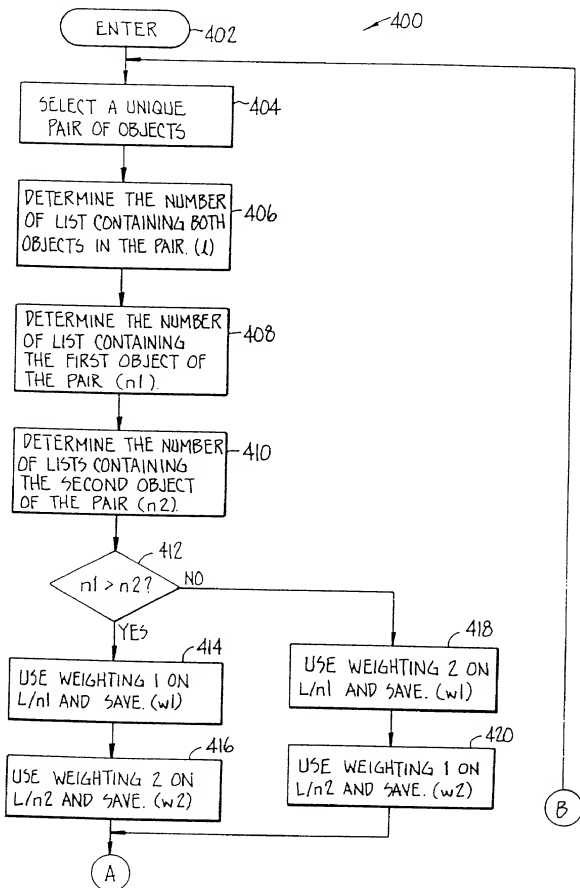 ENTER
402
400
SELECT A UNIQUE
PAIR OF OBJECTS
404
DETERMINE THE NUMBER
OF LIST CONTAINING BOTH
OBJECTS IN THE PAIR. (l)
406
DETERMINE THE NUMBER
OF LIST CONTAINING
THE FIRST OBJECT OF
THE PAIR (n1).
408
DETERMINE THE NUMBER
OF LISTS CONTAINING
THE SECOND OBJECT
OF THE PAIR (n2).
410
412
n1 > n2?
NO
YES
414
USE WEIGHTING 1 ON
L/n1 AND SAVE. (w1)
416
USE WEIGHTING 2 ON
L/n2 AND SAVE. (w2)
418
USE WEIGHTING 2 ON
L/n1 AND SAVE. (w1)
420
USE WEIGHTING 1 ON
L/n2 AND SAVE. (w2)
B
A